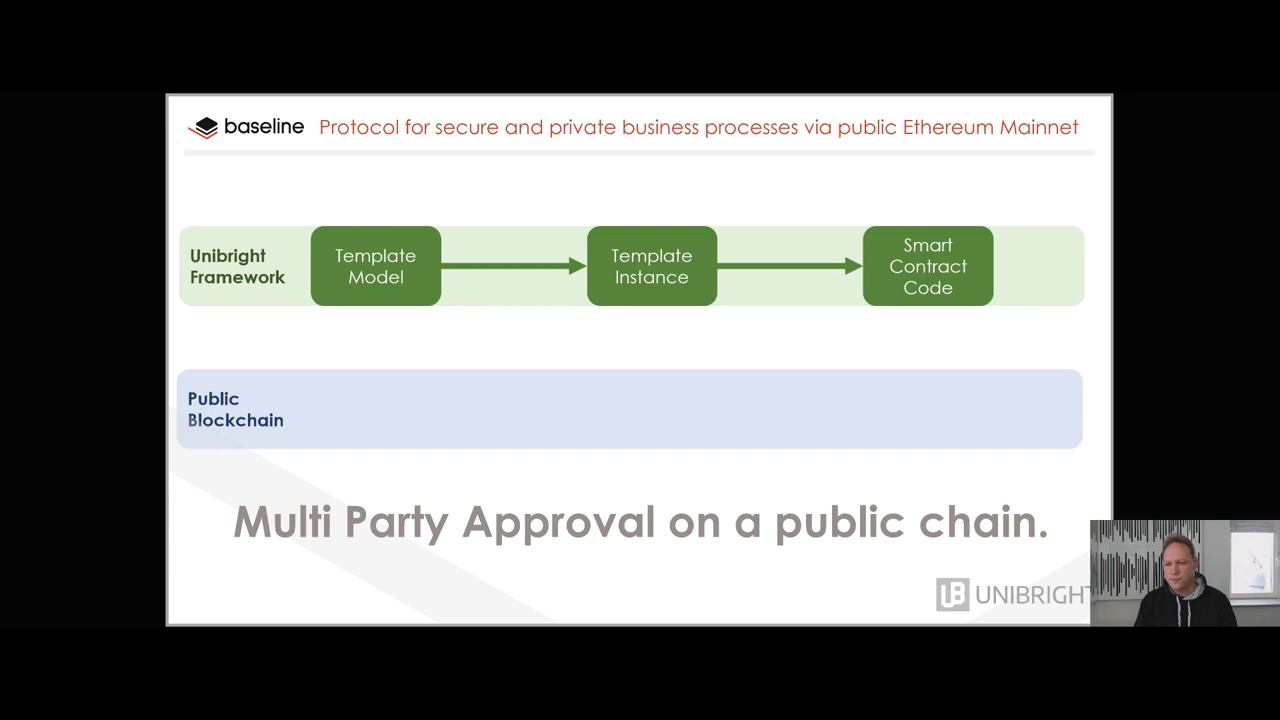 baseline Protocol for secure and private business processes via public Ethereum Mainnet
Unibright
Framework
Template
Model
Template
Instance
Smart
Contract
Code
Public
Blockchain
Multi Party Approval on a public chain.
UB UNIBRIGHT